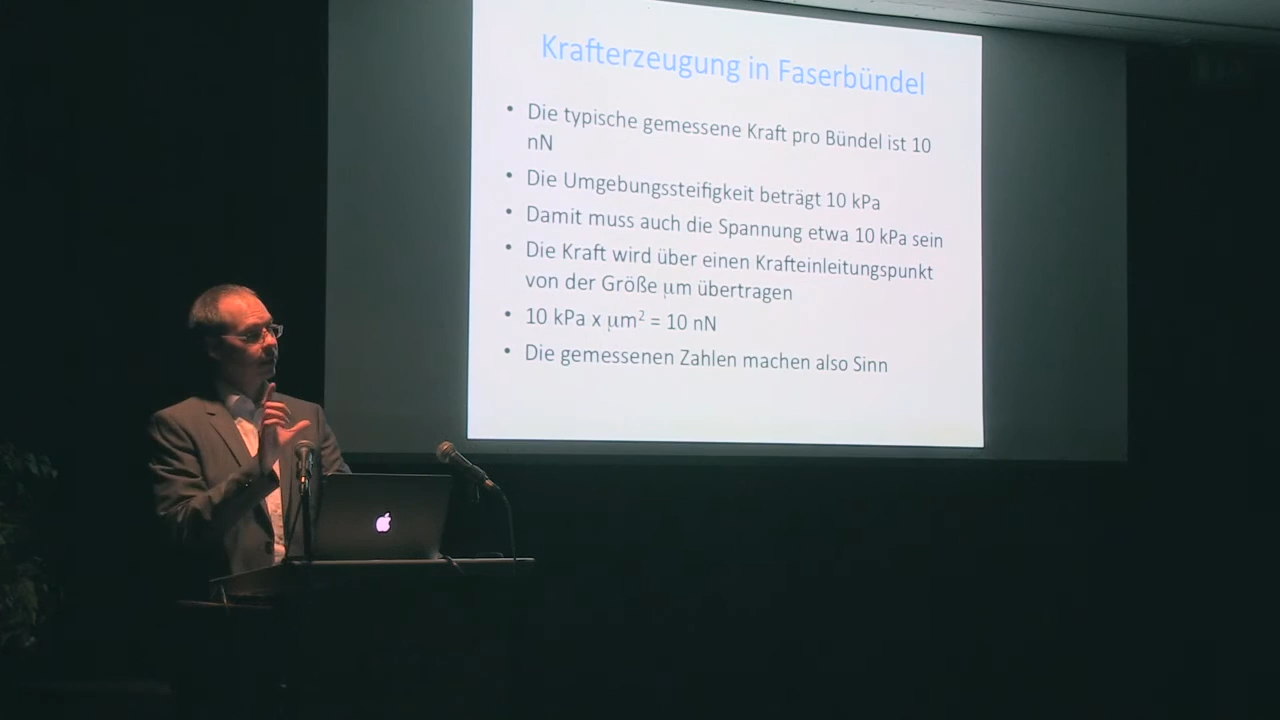 Krafterzeugung in Faserbündel
• Die typische gemessene Kraft pro Bündel ist 10
nN
• Die Umgebungssteifigkeit beträgt 10 kPa
• Damit muss auch die Spannung etwa 10 kPa sein
• Die Kraft wird über einen Krafteinleitungspunkt
von der Größe μm übertragen
• 10 kPa x μm² = 10 nN
• Die gemessenen Zahlen machen also Sinn